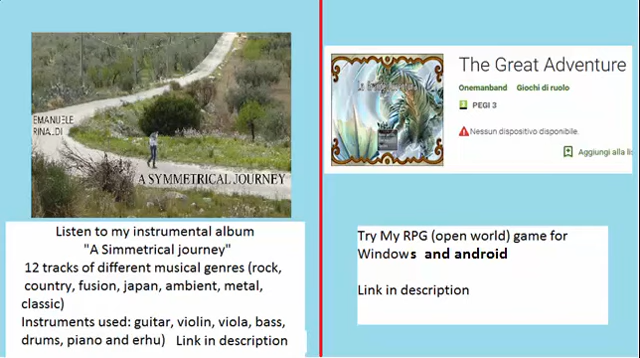 EMANUELE
RINALDI
A SYMMETRICAL JOURNEY
Listen to my instrumental album
"A Simmetrical journey"
12 tracks of different musical genres (rock,
country, fusion, japan, ambient, metal,
classic)
Instruments used: guitar, violin, viola, bass,
drums, piano and erhu) Link in description
The Great Adventure
Onemanband Giochi di ruolo
PEGI 3
Nessun dispositivo disponibile.
Aggiungi alla lis
Try My RPG (open world) game for
Windows and android
Link in description